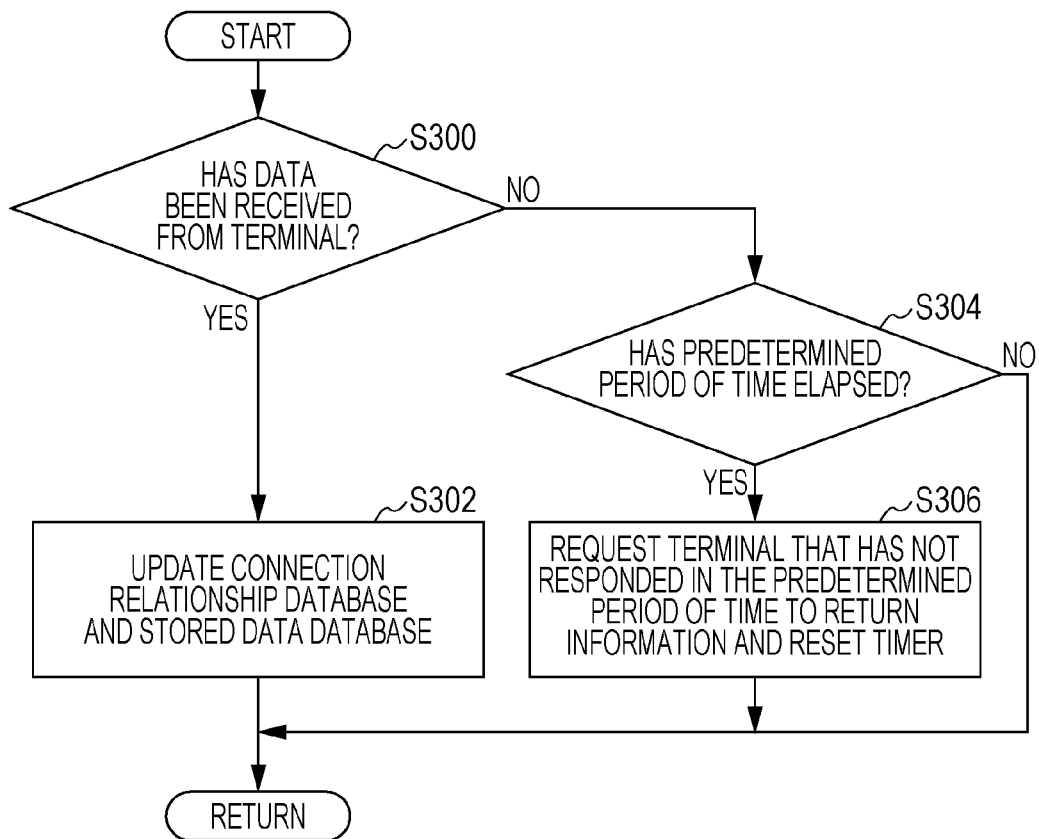 START
S300
HAS DATA
BEEN RECEIVED
FROM TERMINAL?
NO
YES
S304
HAS PREDETERMINED
PERIOD OF TIME ELAPSED?
NO
YES
S302
UPDATE CONNECTION
RELATIONSHIP DATABASE
AND STORED DATA DATABASE
S306
REQUEST TERMINAL THAT HAS NOT
RESPONDED IN THE PREDETERMINED
PERIOD OF TIME TO RETURN
INFORMATION AND RESET TIMER
RETURN